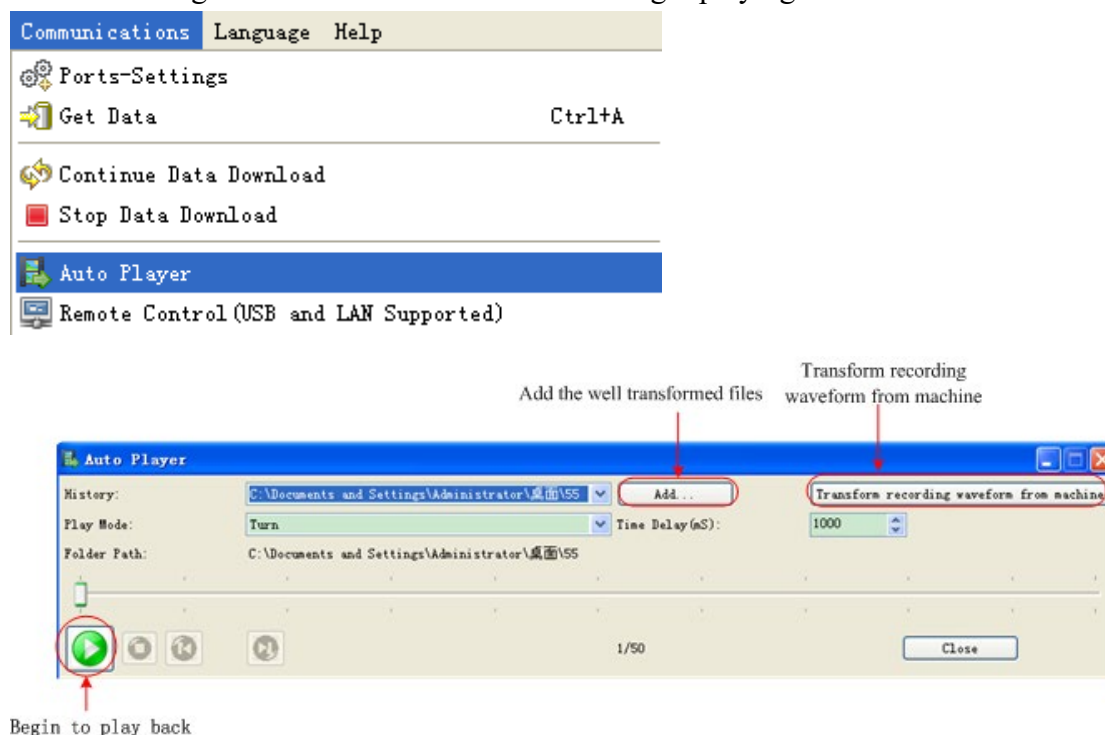 Communications Language Help
Ports-Settings
Get Data Ctrl+A
Continue Data Download
Stop Data Download
Auto Player
Remote Control(USB and LAN Supported)
Transform recording
Add the well transformed files waveform from machine
Auto Player
History: C:\Documents and Settings\Administrator\桌面\55 Add... Transform recording waveform from machine
Play Mode: Turn Time Delay(mS): 1000
Folder Path: C:\Documents and Settings\Administrator\桌面\55
1/50 Close
Begin to play back